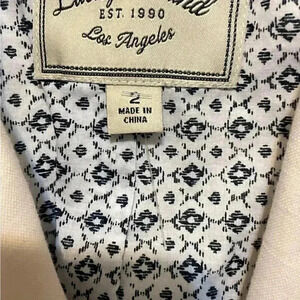 EST. 1990
Los Angeles
2
MADE IN
CHINA